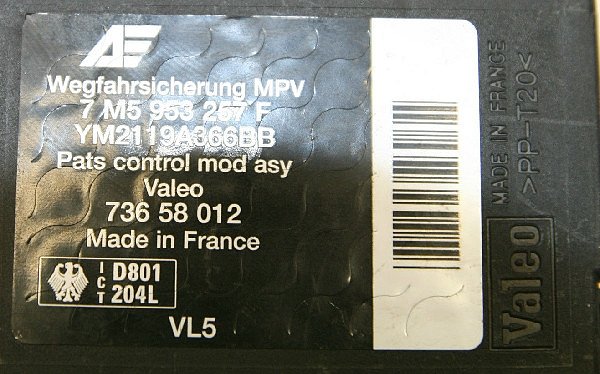 AE
Wegfahrsicherung MPV
7 M5 953 257 F
YM2119A366BB
Pats control mod asy
Valeo
736 58 012
Made in France
ICT D801
204L
VL5
Valeo
MADE IN FRANCE
>PP-T20<